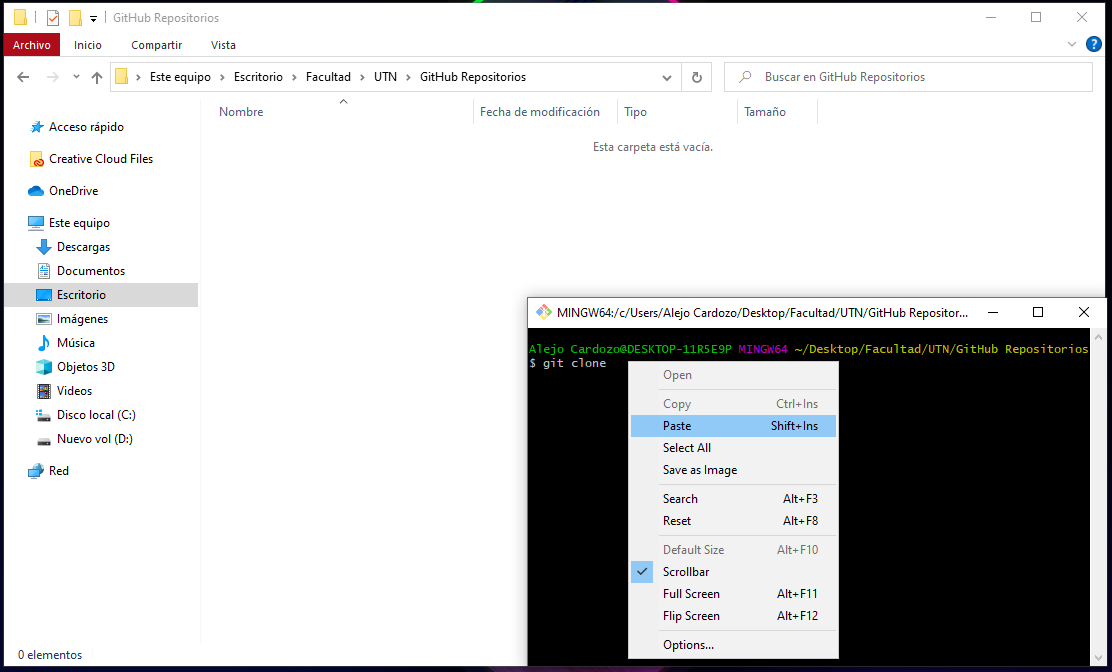 GitHub Repositorios
Archivo Inicio Compartir Vista
Este equipo > Escritorio > Facultad > UTN > GitHub Repositorios
Buscar en GitHub Repositorios
Nombre Fecha de modificación Tipo Tamaño
Esta carpeta está vacía.
Acceso rápido
Creative Cloud Files
OneDrive
Este equipo
Descargas
Documentos
Escritorio
Imágenes
Música
Objetos 3D
Videos
Disco local (C:)
Nuevo vol (D:)
Red
0 elementos
MINGW64:/c/Users/Alejo Cardozo/Desktop/Facultad/UTN/GitHub Repositor...
Alejo Cardozo@DESKTOP-11R5E9P MINGW64 ~/Desktop/Facultad/UTN/GitHub Repositorios
$ git clone
Open
Copy Ctrl+Ins
Paste Shift+Ins
Select All
Save as Image
Search Alt+F3
Reset Alt+F8
Default Size Alt+F10
Scrollbar
Full Screen Alt+F11
Flip Screen Alt+F12
Options...